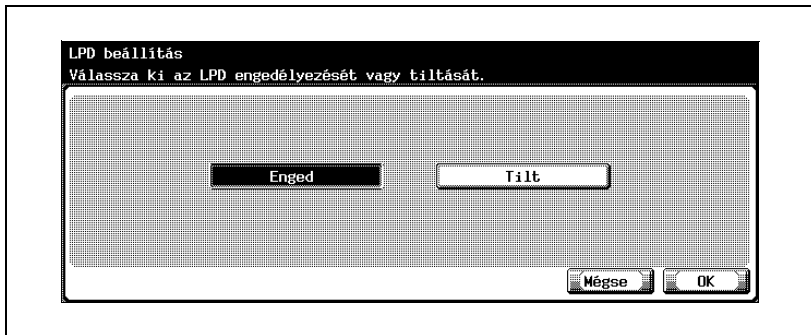 LPD beállítás
Válassza ki az LPD engedélyezését vagy tiltását.
Enged Tilt
Mégse OK